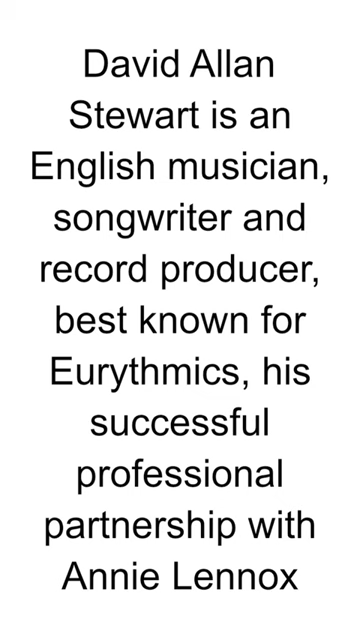 David Allan
Stewart is an
English musician,
songwriter and
record producer,
best known for
Eurythmics, his
successful
professional
partnership with
Annie Lennox